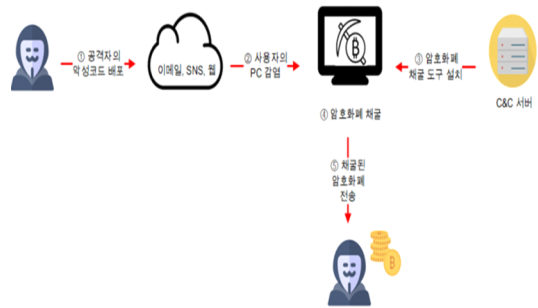 ① 공격자의
악성코드 배포
이메일, SNS, 웹
② 사용자의
PC 감염
③ 암호화폐
채굴 도구 설치
C&C 서버
④ 암호화폐 채굴
⑤ 채굴된
암호화폐
전송